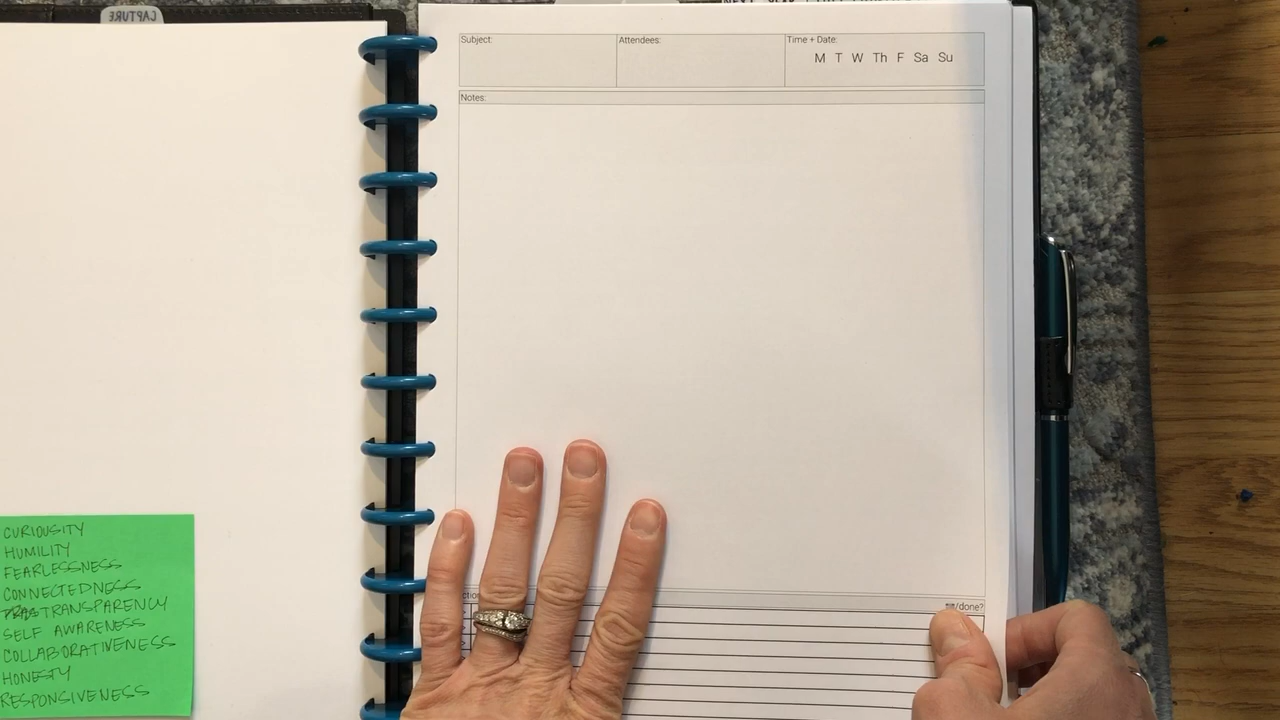 CAPTURE
Subject:
Attendees:
Time + Date:
M T W Th F Sa Su
Notes:
/done?
CURIOUSITY
HUMILITY
FEARLESSNESS
CONNECTEDNESS
TRANSPARENCY
SELF AWARENESS
COLLABORATIVENESS
HONESTY
RESPONSIVENESS